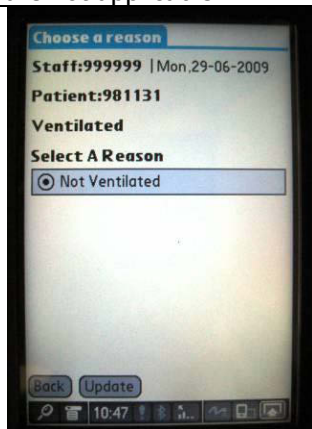 Choose a reason
Staff:999999 | Mon,29-06-2009
Patient:981131
Ventilated
Select A Reason
Not Ventilated
Back Update
10:47